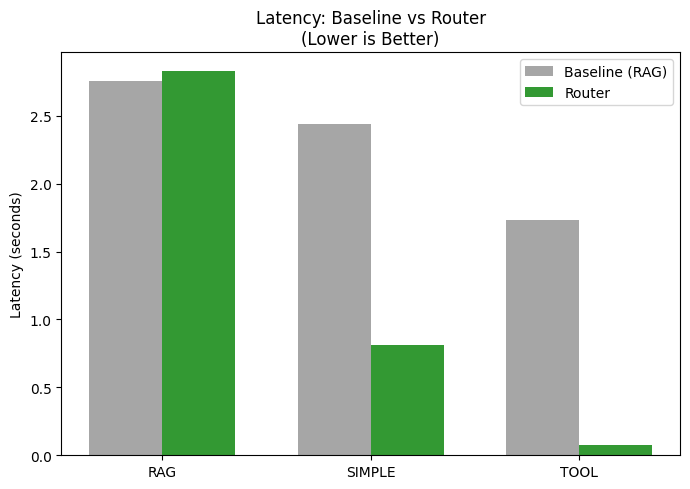 Latency: Baseline vs Router
(Lower is Better)
Baseline (RAG)
Router
Latency (seconds)
2.5
2.0
1.5
1.0
0.5
0.0
RAG SIMPLE TOOL